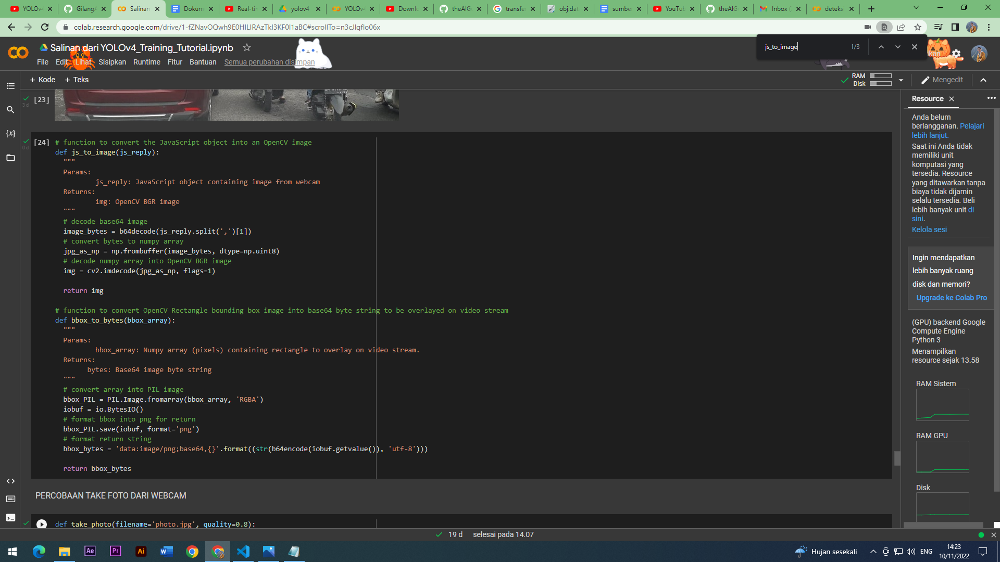 YOLOv
GilangA
Salinan
Dokum
Real-tim
yolov4
YOLOv
Downlo
theAIGu
transfer
obj.dat
sumber
YouTub
theAIG
Inbox (
deteksi
colab.research.google.com/drive/1-fZNavOQwh9E0HILIRAzTkI3KF0I1aBC#scrollTo=n3cJlqflo06x
js_to_image
1/3
Salinan dari YOLOv4_Training_Tutorial.ipynb
File Edit Lihat Sisipkan Runtime Fitur Bantuan Semua perubahan disimpan
+ Kode + Teks
RAM
Disk
Mengedit
[23]
3 d
[24]
0 d
# function to convert the JavaScript object into an OpenCV image
def js_to_image(js_reply):
"""
Params:
js_reply: JavaScript object containing image from webcam
Returns:
img: OpenCV BGR image
"""
# decode base64 image
image_bytes = b64decode(js_reply.split(',')[1])
# convert bytes to numpy array
jpg_as_np = np.frombuffer(image_bytes, dtype=np.uint8)
# decode numpy array into OpenCV BGR image
img = cv2.imdecode(jpg_as_np, flags=1)
return img
# function to convert OpenCV Rectangle bounding box image into base64 byte string to be overlayed on video stream
def bbox_to_bytes(bbox_array):
"""
Params:
bbox_array: Numpy array (pixels) containing rectangle to overlay on video stream.
Returns:
bytes: Base64 image byte string
"""
# convert array into PIL image
bbox_PIL = PIL.Image.fromarray(bbox_array, 'RGBA')
iobuf = io.BytesIO()
# format bbox into png for return
bbox_PIL.save(iobuf, format='png')
# format return string
bbox_bytes = 'data:image/png;base64,{}'.format((str(b64encode(iobuf.getvalue()), 'utf-8')))
return bbox_bytes
PERCOBAAN TAKE FOTO DARI WEBCAM
def take_photo(filename='photo.jpg', quality=0.8):
Resource
Anda belum
berlangganan. Pelajari
lebih lanjut.
Saat ini Anda tidak
memiliki unit
komputasi yang
tersedia. Resource
yang ditawarkan tanpa
biaya tidak dijamin
selalu tersedia. Beli
lebih banyak unit di
sini.
Kelola sesi
Ingin mendapatkan
lebih banyak ruang
disk dan memori?
Upgrade ke Colab Pro
(GPU) backend Google
Compute Engine
Python 3
Menampilkan
resource sejak 13.58
RAM Sistem
RAM GPU
Disk
19 d selesai pada 14.07
Hujan sesekali
ENG
14:23
10/11/2022